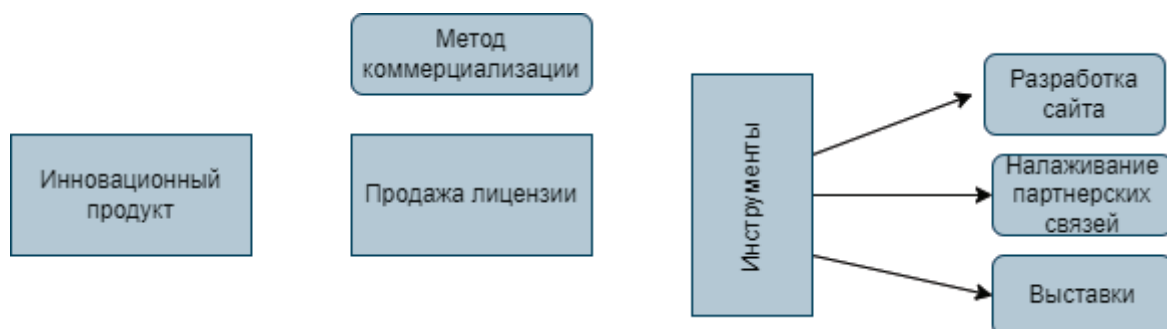 Метод
коммерциализации
Инновационный
продукт
Продажа лицензии
Инструменты
Разработка
сайта
Налаживание
партнерских
связей
Выставки